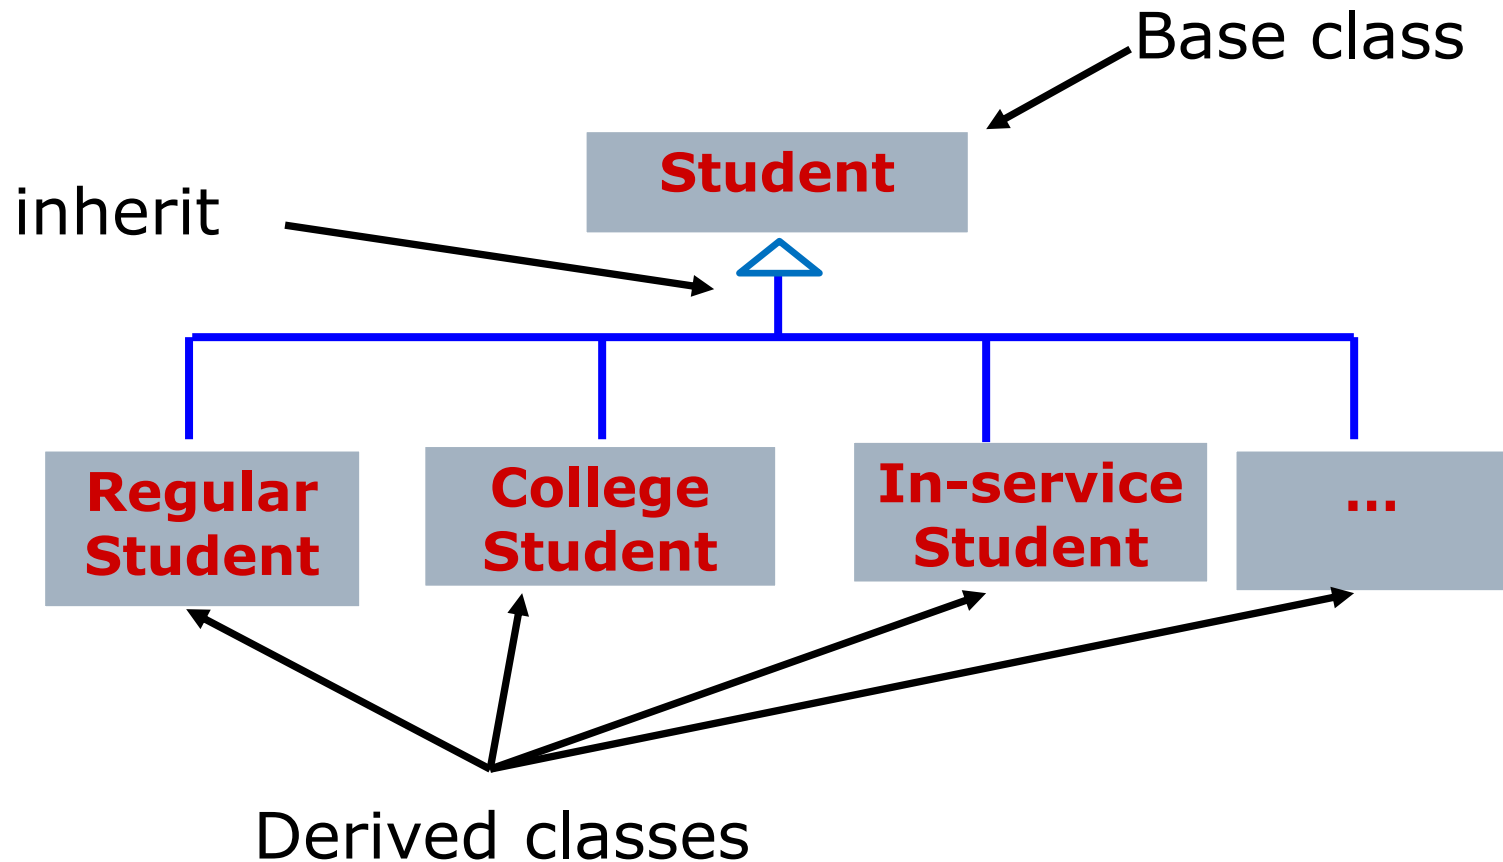 Base class
Student
inherit
Regular
Student
College
Student
In-service
Student
...
Derived classes